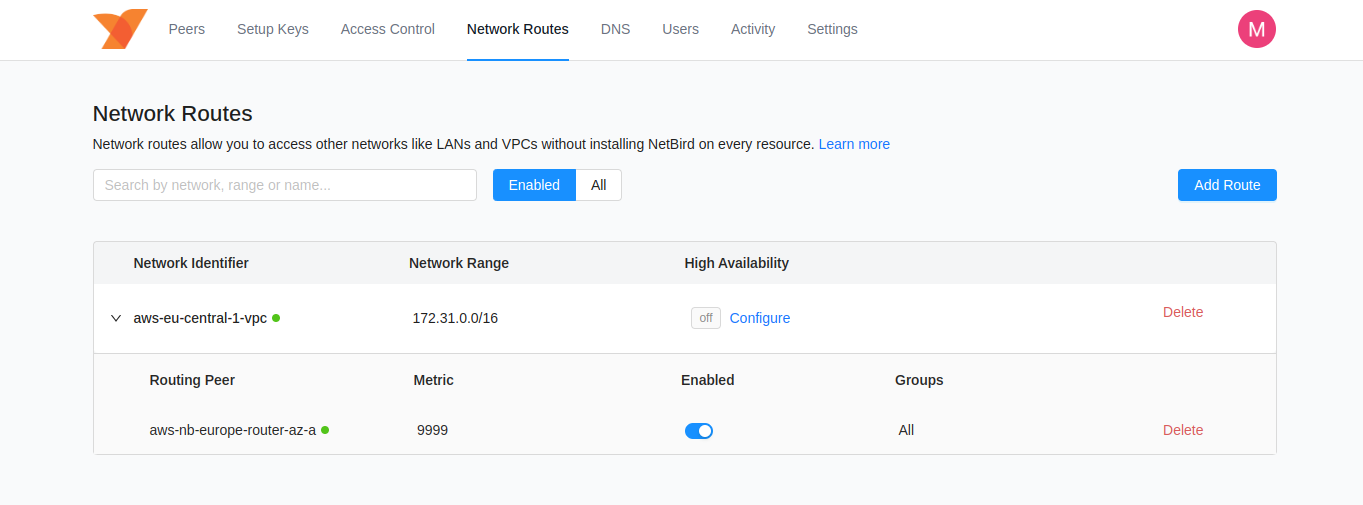 Peers Setup Keys Access Control Network Routes DNS Users Activity Settings M
Network Routes
Network routes allow you to access other networks like LANs and VPCs without installing NetBird on every resource. Learn more
Search by network, range or name... Enabled All Add Route
Network Identifier Network Range High Availability
aws-eu-central-1-vpc 172.31.0.0/16 off Configure Delete
Routing Peer Metric Enabled Groups
aws-nb-europe-router-az-a 9999 All Delete